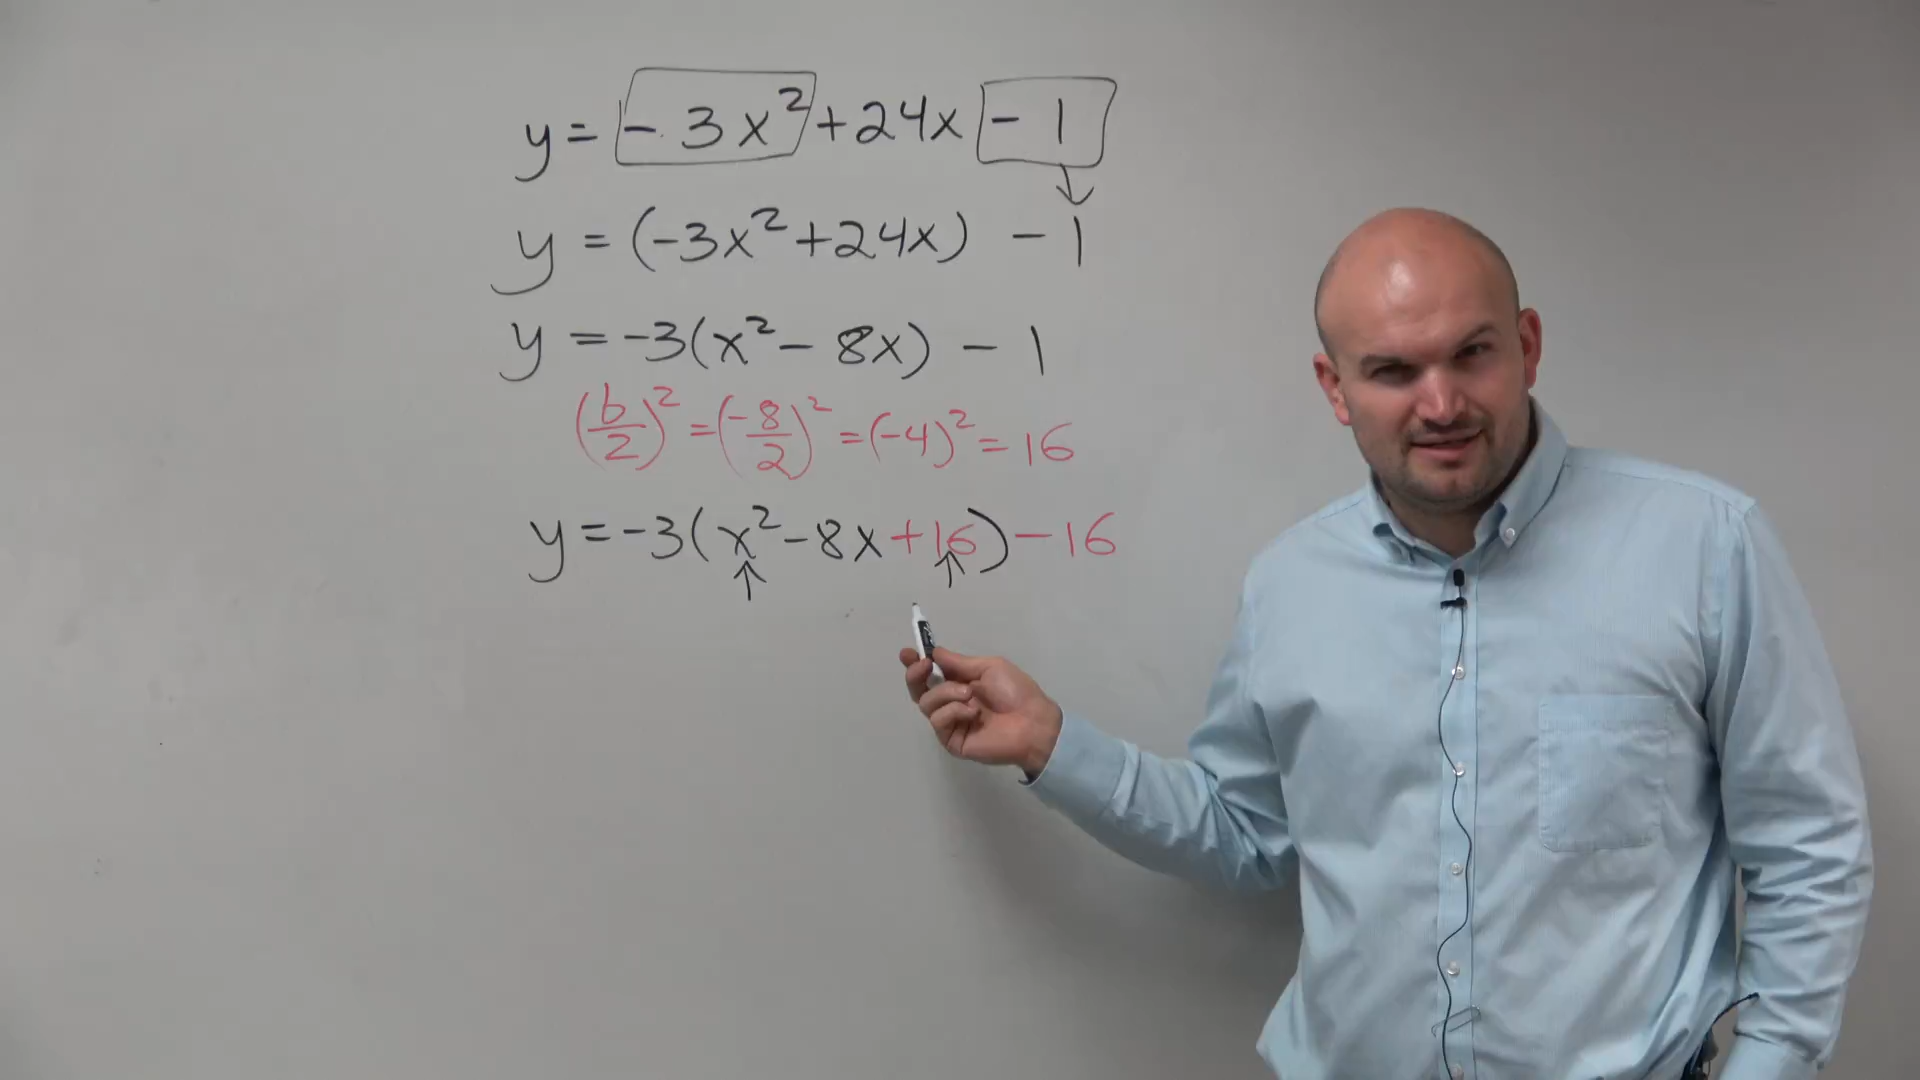 y = -3x² + 24x - 1
y = (-3x² + 24x) - 1
y = -3(x² - 8x) - 1
(b/2)² = (-8/2)² = (-4)² = 16
y = -3(x² - 8x + 16) - 16